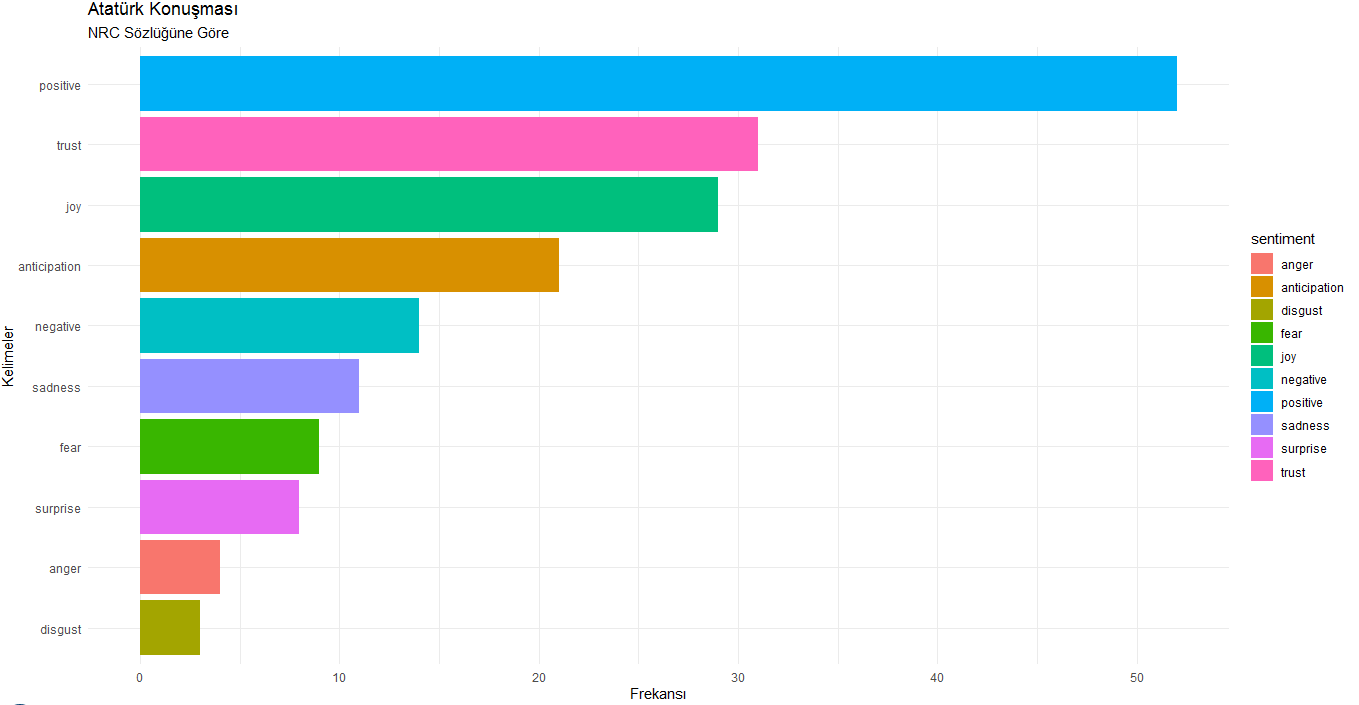 Atatürk Konuşması
NRC Sözlüğüne Göre
Kelimeler
positive
trust
joy
anticipation
negative
sadness
fear
surprise
anger
disgust
0 10 20 30 40 50
Frekansı
sentiment
anger
anticipation
disgust
fear
joy
negative
positive
sadness
surprise
trust